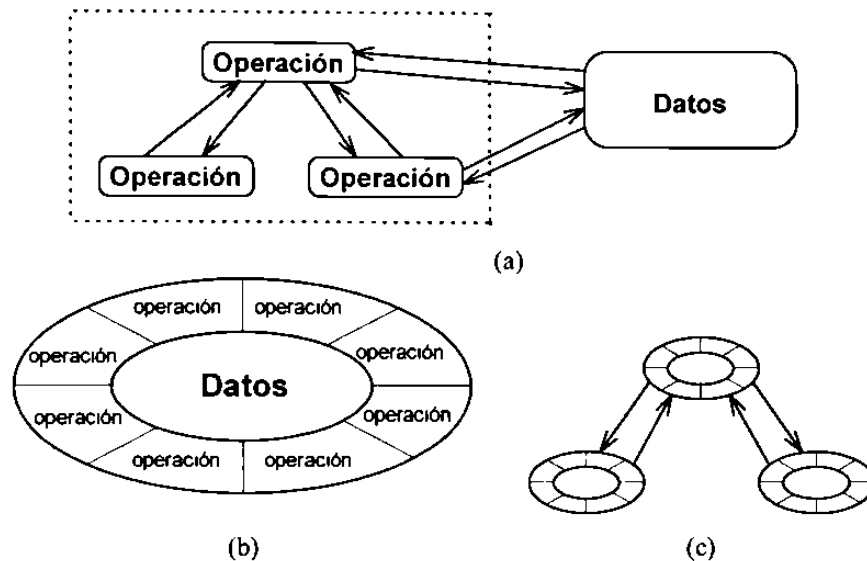 Operación
Datos
Operación
Operación
(a)
operación
operación
operación
operación
Datos
operación
operación
operación
operación
(b)
(c)